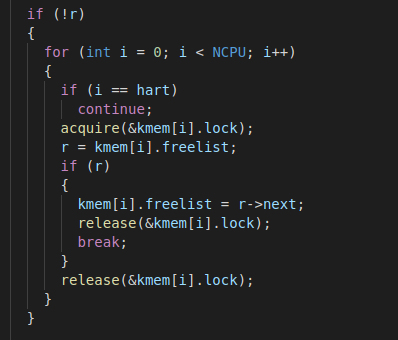 if (!r)
{
for (int i = 0; i < NCPU; i++)
{
if (i == hart)
continue;
acquire(&kmem[i].lock);
r = kmem[i].freelist;
if (r)
{
kmem[i].freelist = r->next;
release(&kmem[i].lock);
break;
}
release(&kmem[i].lock);
}
}